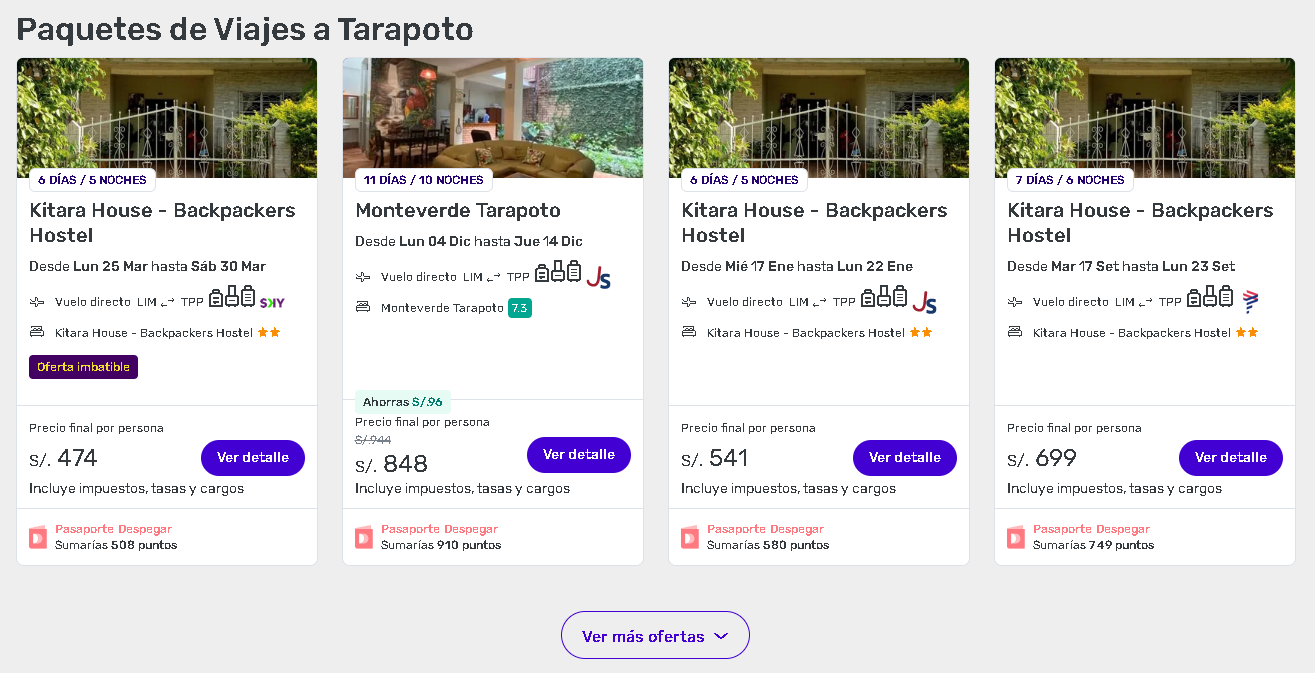 Paquetes de Viajes a Tarapoto
6 DÍAS / 5 NOCHES
Kitara House - Backpackers
Hostel
Desde Lun 25 Mar hasta Sáb 30 Mar
Vuelo directo LIM TPP SKY
Kitara House - Backpackers Hostel
Oferta imbatible
Precio final por persona
S/. 474
Ver detalle
Incluye impuestos, tasas y cargos
Pasaporte Despegar
Sumarías 508 puntos
11 DÍAS / 10 NOCHES
Monteverde Tarapoto
Desde Lun 04 Dic hasta Jue 14 Dic
Vuelo directo LIM TPP JS
Monteverde Tarapoto 7.3
Ahorras S/.96
Precio final por persona
S/.944
S/. 848
Ver detalle
Incluye impuestos, tasas y cargos
Pasaporte Despegar
Sumarías 910 puntos
6 DÍAS / 5 NOCHES
Kitara House - Backpackers
Hostel
Desde Mié 17 Ene hasta Lun 22 Ene
Vuelo directo LIM TPP JS
Kitara House - Backpackers Hostel
Precio final por persona
S/. 541
Ver detalle
Incluye impuestos, tasas y cargos
Pasaporte Despegar
Sumarías 580 puntos
7 DÍAS / 6 NOCHES
Kitara House - Backpackers
Hostel
Desde Mar 17 Set hasta Lun 23 Set
Vuelo directo LIM TPP
Kitara House - Backpackers Hostel
Precio final por persona
S/. 699
Ver detalle
Incluye impuestos, tasas y cargos
Pasaporte Despegar
Sumarías 749 puntos
Ver más ofertas